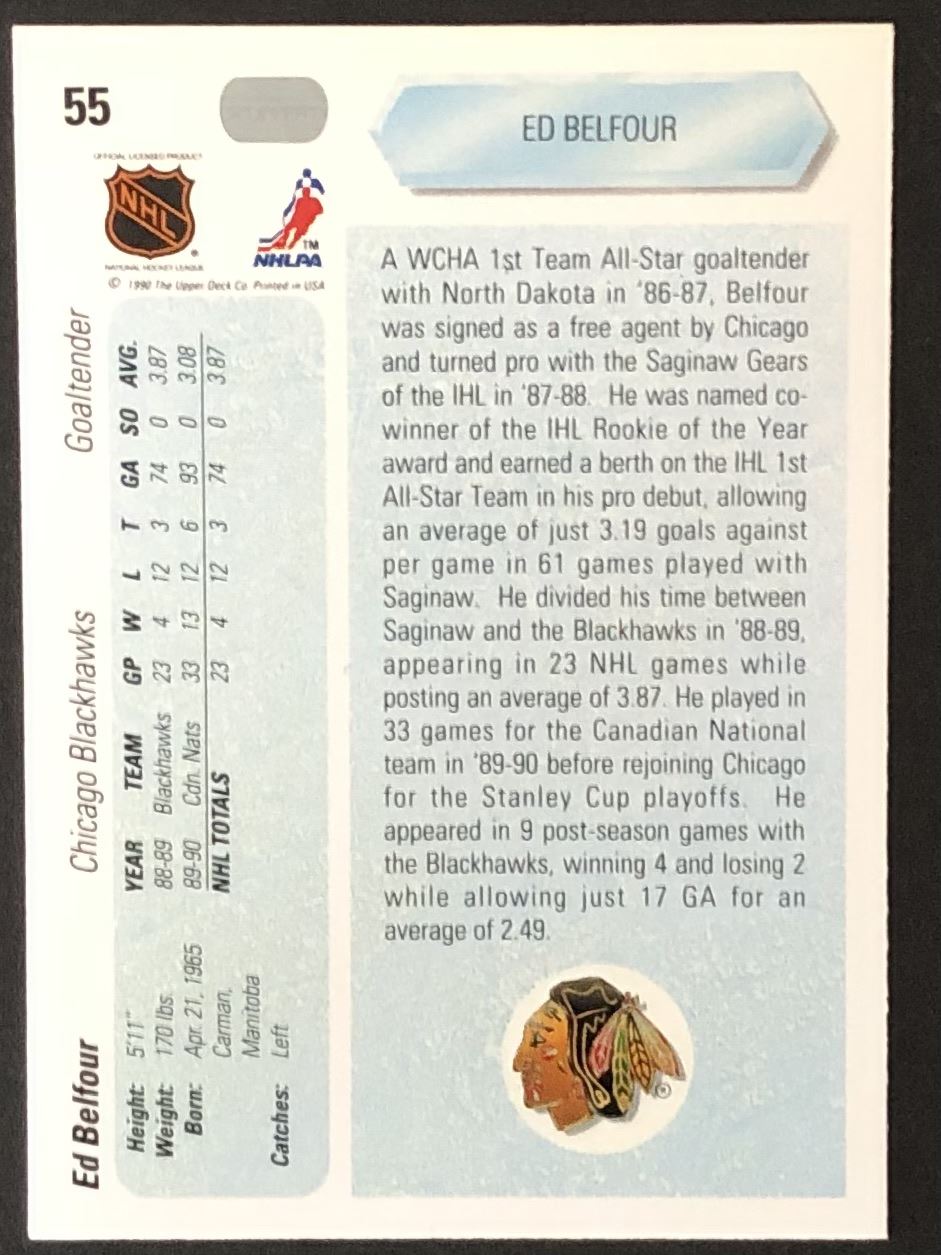 55
OFFICIAL LICENSED PRODUCT
NHL
NATIONAL HOCKEY LEAGUE
TM
NHLPA
© 1990 The Upper Deck Co. Printed in USA
ED BELFOUR
A WCHA 1st Team All-Star goaltender
with North Dakota in '86-87, Belfour
was signed as a free agent by Chicago
and turned pro with the Saginaw Gears
of the IHL in '87-88. He was named co-
winner of the IHL Rookie of the Year
award and earned a berth on the IHL 1st
All-Star Team in his pro debut, allowing
an average of just 3.19 goals against
per game in 61 games played with
Saginaw. He divided his time between
Saginaw and the Blackhawks in '88-89,
appearing in 23 NHL games while
posting an average of 3.87. He played in
33 games for the Canadian National
team in '89-90 before rejoining Chicago
for the Stanley Cup playoffs. He
appeared in 9 post-season games with
the Blackhawks, winning 4 and losing 2
while allowing just 17 GA for an
average of 2.49.
®
Ed Belfour Chicago Blackhawks Goaltender
Height: 5'11"
Weight: 170 lbs.
Born: Apr. 21, 1965
Carman,
Manitoba
Catches: Left
YEAR TEAM GP W L T GA SO AVG.
88-89 Blackhawks 23 4 12 3 74 0 3.87
89-90 Cdn. Nats 33 13 12 6 93 0 3.08
NHL TOTALS 23 4 12 3 74 0 3.87